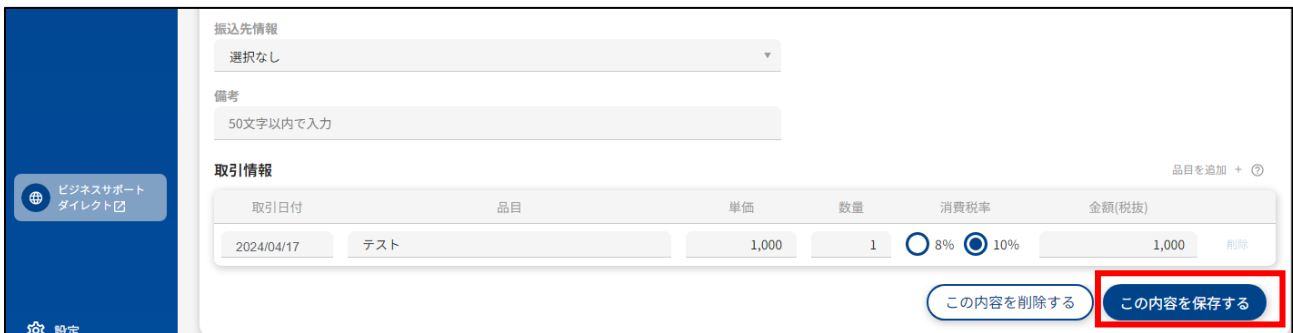 振込先情報
選択なし
備考
50文字以内で入力
取引情報
品目を追加 +
ビジネスサポート
ダイレクト
取引日付 品目 単価 数量 消費税率 金額(税抜)
2024/04/17 テスト 1,000 1 8% 10% 1,000 削除
この内容を削除する この内容を保存する
設定